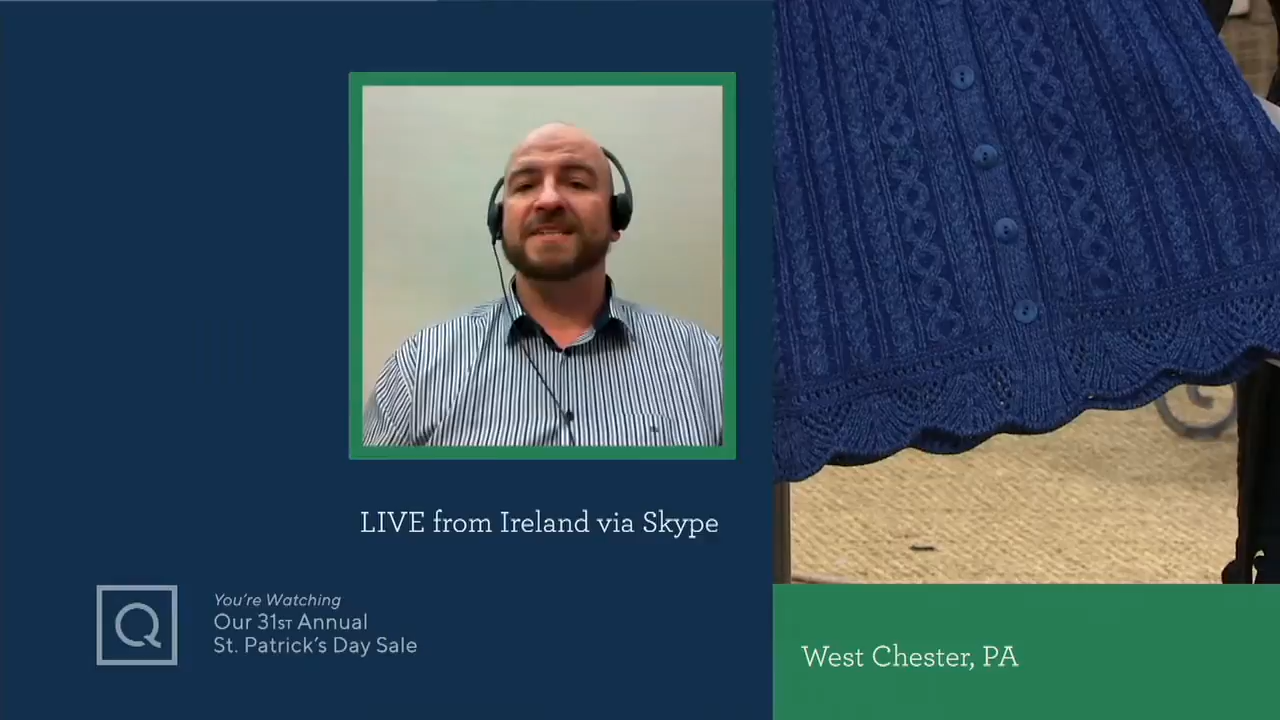 LIVE from Ireland via Skype
Q
You're Watching
Our 31ST Annual
St. Patrick's Day Sale
West Chester, PA